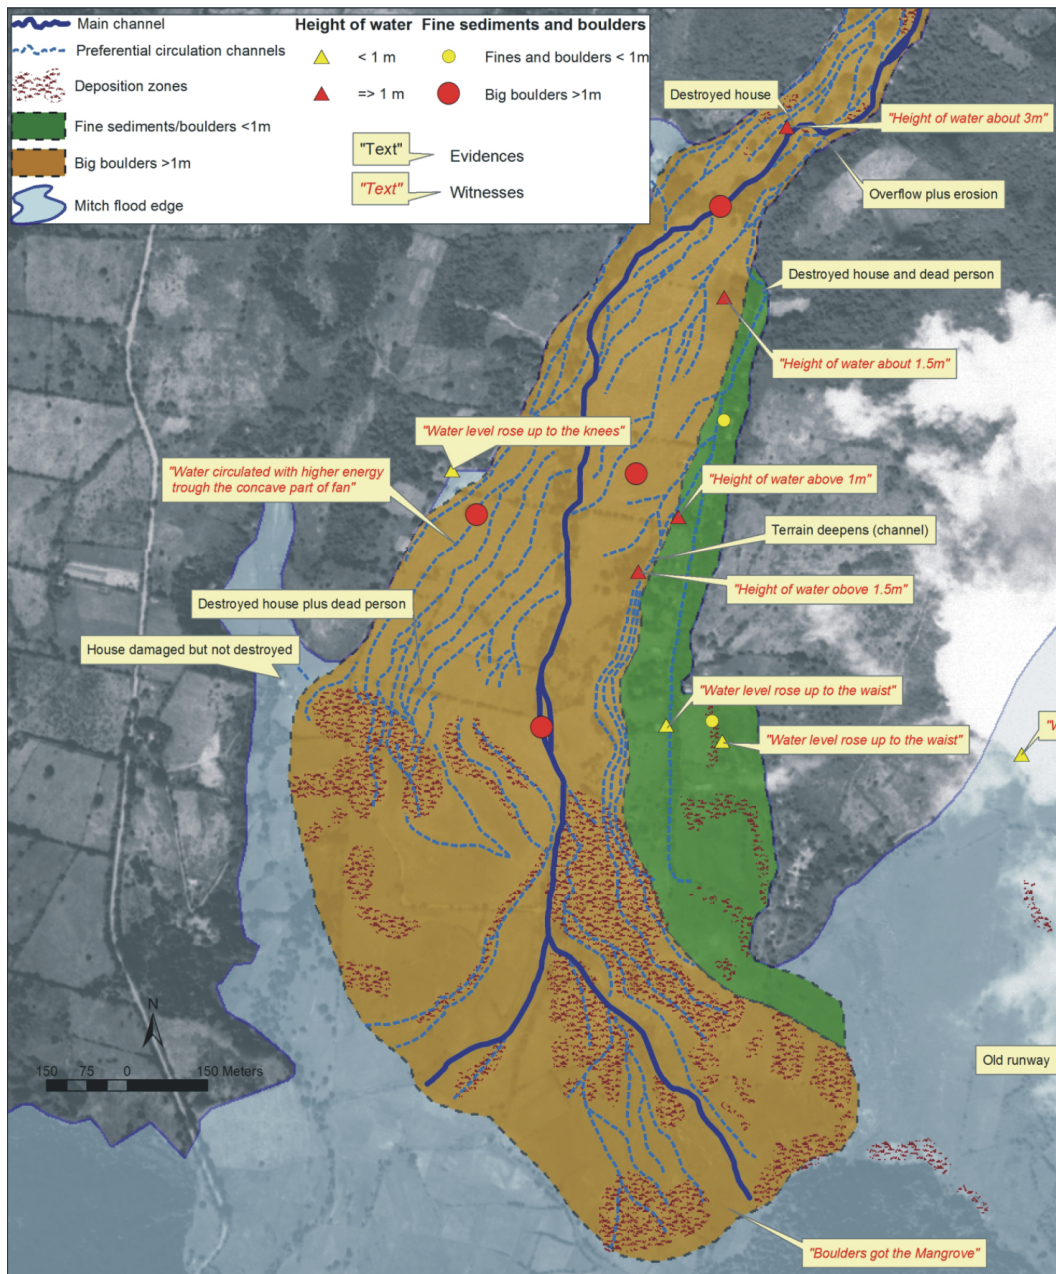 Main channel
Preferential circulation channels
Deposition zones
Fine sediments/boulders <1m
Big boulders >1m
Mitch flood edge
Height of water
< 1 m
=> 1 m
Fine sediments and boulders
Fines and boulders < 1m
Big boulders >1m
"Text"
Evidences
"Text"
Witnesses
Destroyed house
"Height of water about 3m"
Overflow plus erosion
Destroyed house and dead person
"Height of water about 1.5m"
"Water level rose up to the knees"
"Water circulated with higher energy
trough the concave part of fan"
"Height of water above 1m"
Terrain deepens (channel)
"Height of water obove 1.5m"
Destroyed house plus dead person
House damaged but not destroyed
"Water level rose up to the waist"
"Water level rose up to the waist"
N
150 75 0 150 Meters
Old runway
"Boulders got the Mangrove"